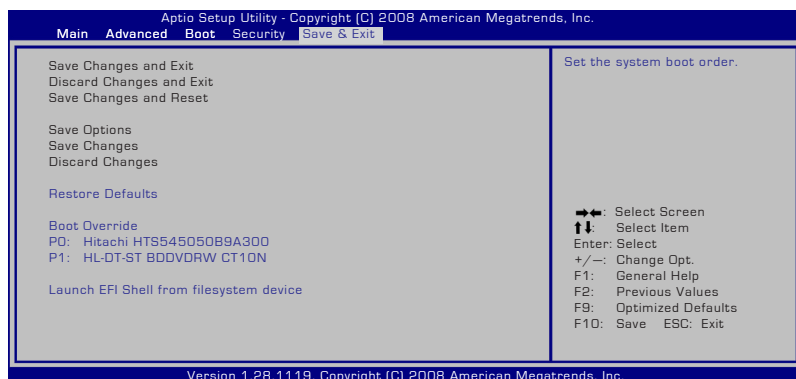 Aptio Setup Utility - Copyright (C) 2008 American Megatrends, Inc.
Main Advanced Boot Security Save & Exit
Save Changes and Exit
Discard Changes and Exit
Save Changes and Reset
Save Options
Save Changes
Discard Changes
Restore Defaults
Boot Override
P0: Hitachi HTS545050B9A300
P1: HL-DT-ST BDDVDRW CT10N
Launch EFI Shell from filesystem device
Set the system boot order.
➡⬅: Select Screen
⬆⬇: Select Item
Enter: Select
+/—: Change Opt.
F1: General Help
F2: Previous Values
F9: Optimized Defaults
F10: Save ESC: Exit
Version 1.28.1119. Copyright (C) 2008 American Megatrends, Inc.